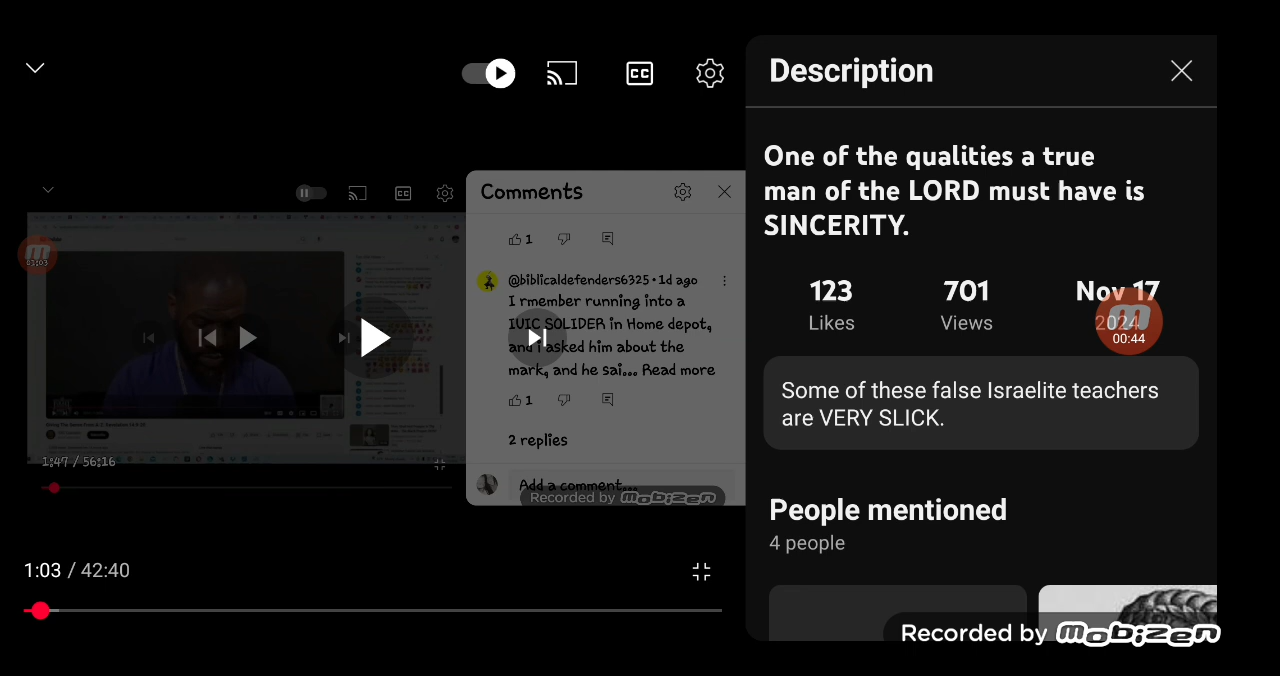 Description
One of the qualities a true
man of the LORD must have is
SINCERITY.
123
Likes
701
Views
Nov 17
2024
00:44
Some of these false Israelite teachers
are VERY SLICK.
People mentioned
4 people
Comments
1
@biblicaldefenders6325 • 1d ago
I rmember running into a
IUIC SOLIDER in Home depot,
and i asked him about the
mark, and he sai... Read more
1
2 replies
Add a comment...
Recorded by mobizen
03:03
1:47 / 56:16
1:03 / 42:40
Recorded by mobizen